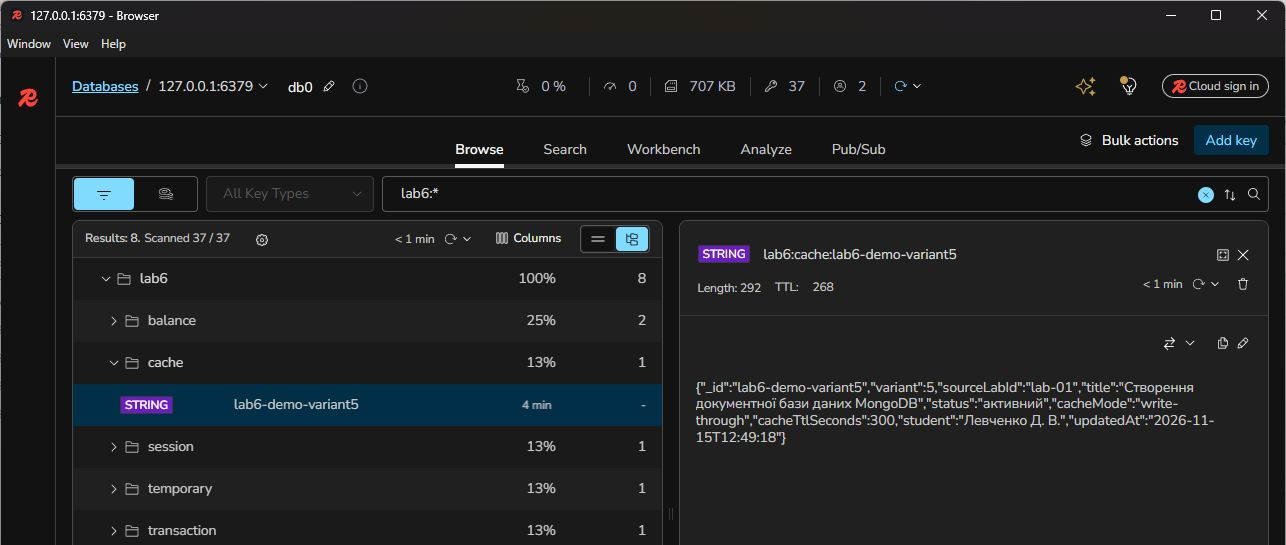 127.0.0.1:6379 - Browser
Window View Help
Databases / 127.0.0.1:6379 db0 0 % 0 707 KB 37 2 Cloud sign in
Browse Search Workbench Analyze Pub/Sub Bulk actions Add key
All Key Types lab6:*
Results: 8. Scanned 37 / 37 < 1 min Columns
lab6 100% 8
balance 25% 2
cache 13% 1
STRING lab6-demo-variant5 4 min -
session 13% 1
temporary 13% 1
transaction 13% 1
STRING lab6:cache:lab6-demo-variant5
Length: 292 TTL: 268 < 1 min
{"_id":"lab6-demo-variant5","variant":5,"sourceLabId":"lab-01","title":"Створення
документної бази даних MongoDB","status":"активний","cacheMode":"write-
through","cacheTtlSeconds":300,"student":"Левченко Д. В.","updatedAt":"2026-11-
15T12:49:18"}